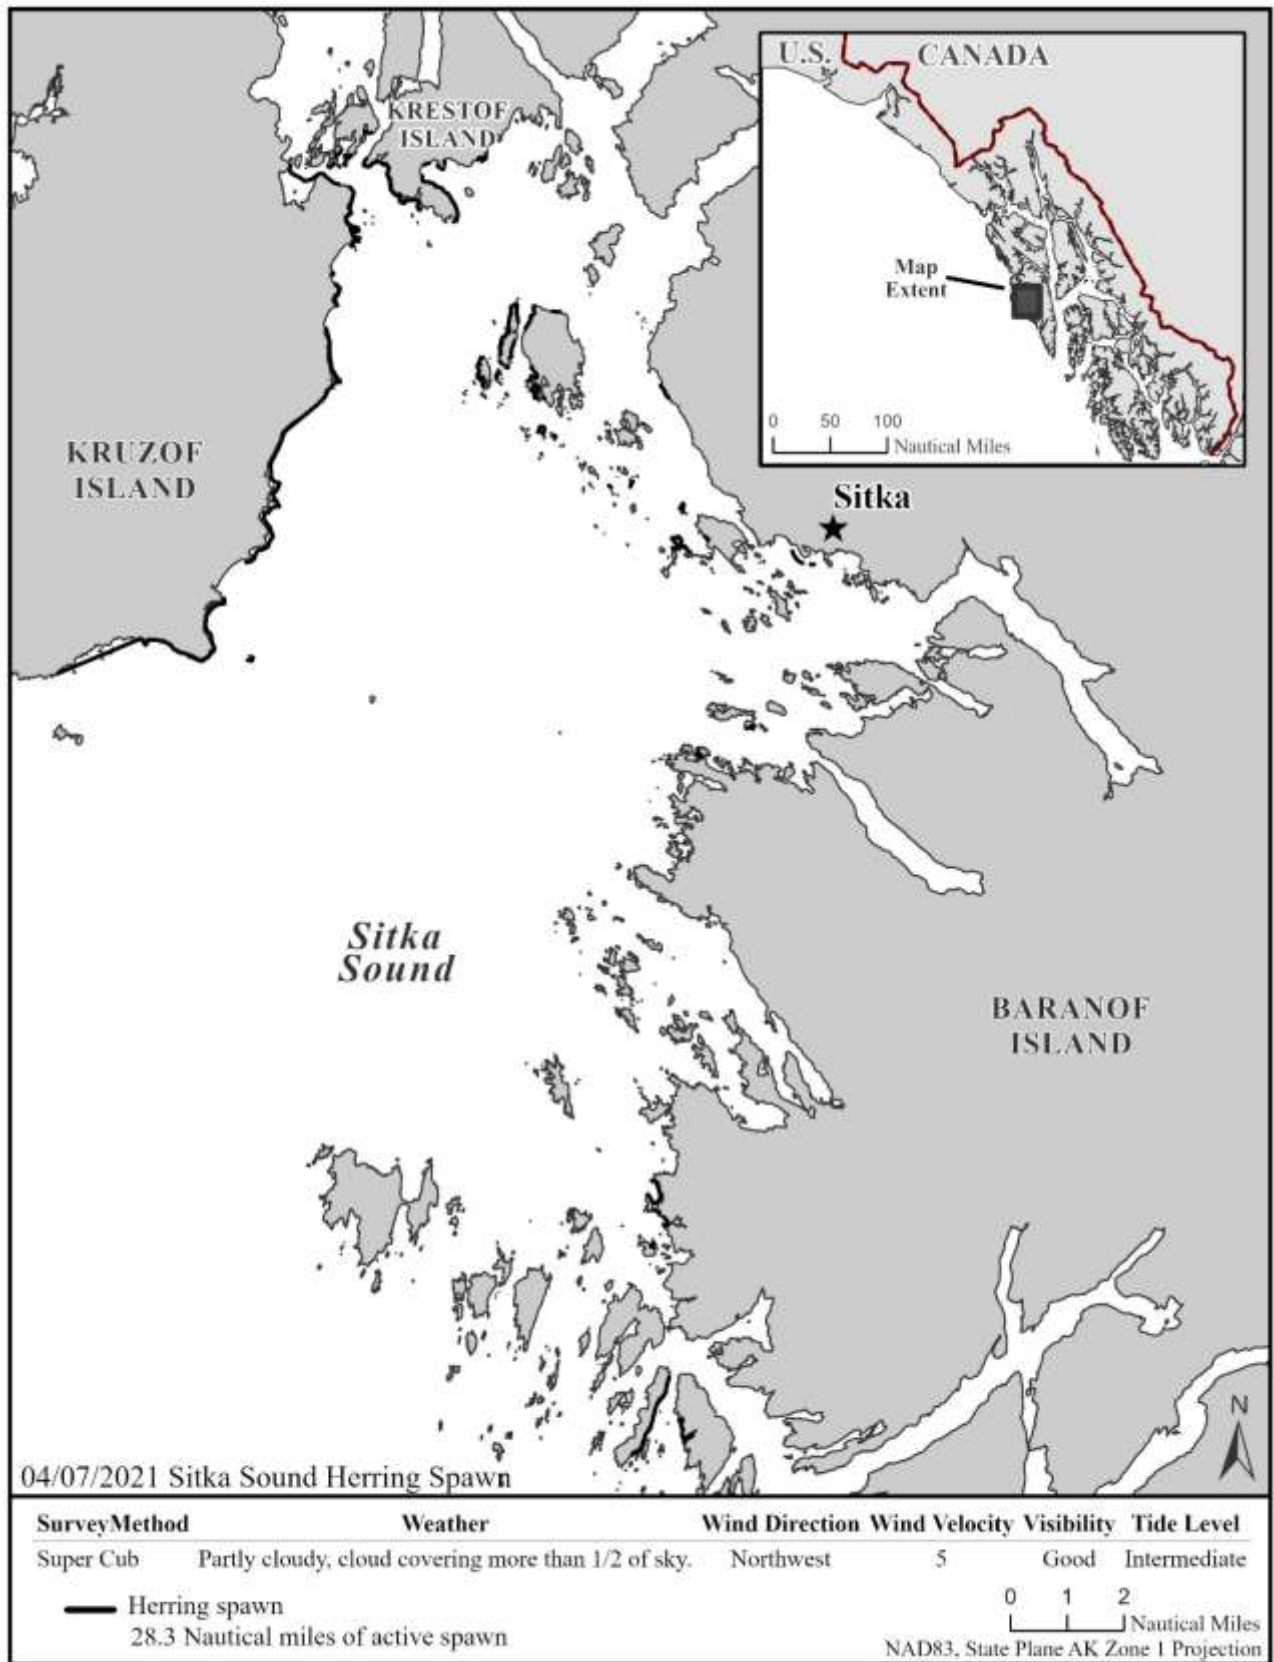 U.S.
CANADA
Map
Extent
0 50 100
Nautical Miles
KRESTOF
ISLAND
KRUZOF
ISLAND
Sitka
Sitka
Sound
BARANOF
ISLAND
N
04/07/2021 Sitka Sound Herring Spawn
SurveyMethod Weather Wind Direction Wind Velocity Visibility Tide Level
Super Cub Partly cloudy, cloud covering more than 1/2 of sky. Northwest 5 Good Intermediate
Herring spawn
28.3 Nautical miles of active spawn
0 1 2
Nautical Miles
NAD83, State Plane AK Zone 1 Projection